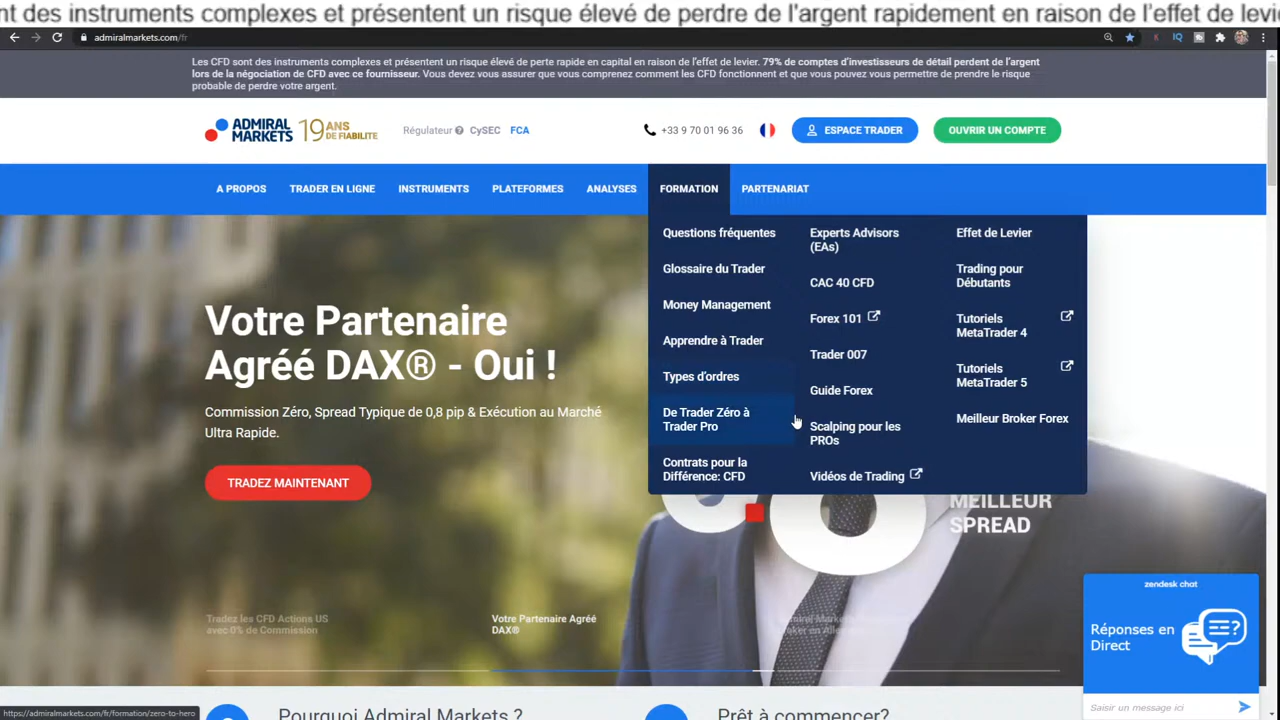 nt des instruments complexes et présentent un risque élevé de perdre de l'argent rapidement en raison de l'effet de levie
admiralmarkets.com/fr
Les CFD sont des instruments complexes et présentent un risque élevé de perte rapide en capital en raison de l'effet de levier. 79% de comptes d'investisseurs de détail perdent de l'argent
lors de la négociation de CFD avec ce fournisseur. Vous devez vous assurer que vous comprenez comment les CFD fonctionnent et que vous pouvez vous permettre de prendre le risque
probable de perdre votre argent.
ADMIRAL MARKETS 19 ANS DE FIABILITE
Régulateur ? CySEC FCA
+33 9 70 01 96 36
ESPACE TRADER
OUVRIR UN COMPTE
A PROPOS TRADER EN LIGNE INSTRUMENTS PLATEFORMES ANALYSES FORMATION PARTENARIAT
Questions fréquentes
Glossaire du Trader
Money Management
Apprendre à Trader
Types d'ordres
De Trader Zéro à
Trader Pro
Contrats pour la
Différence: CFD
Experts Advisors
(EAs)
CAC 40 CFD
Forex 101
Trader 007
Guide Forex
Scalping pour les
PROs
Vidéos de Trading
Effet de Levier
Trading pour
Débutants
Tutoriels
MetaTrader 4
Tutoriels
MetaTrader 5
Meilleur Broker Forex
Votre Partenaire
Agréé DAX® - Oui !
Commission Zéro, Spread Typique de 0,8 pip & Exécution au Marché
Ultra Rapide.
TRADEZ MAINTENANT
MEILLEUR
SPREAD
Tradez les CFD Actions US
avec 0% de Commission
Votre Partenaire Agréé
DAX®
zendesk chat
Réponses en
Direct
Saisir un message ici
https://admiralmarkets.com/fr/formation/zero-to-hero
Pourquoi Admiral Markets ?
Prêt à commencer?